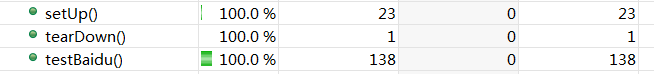 setUp() 100.0 % 23 0 23
tearDown() 100.0 % 1 0 1
testBaidu() 100.0 % 138 0 138